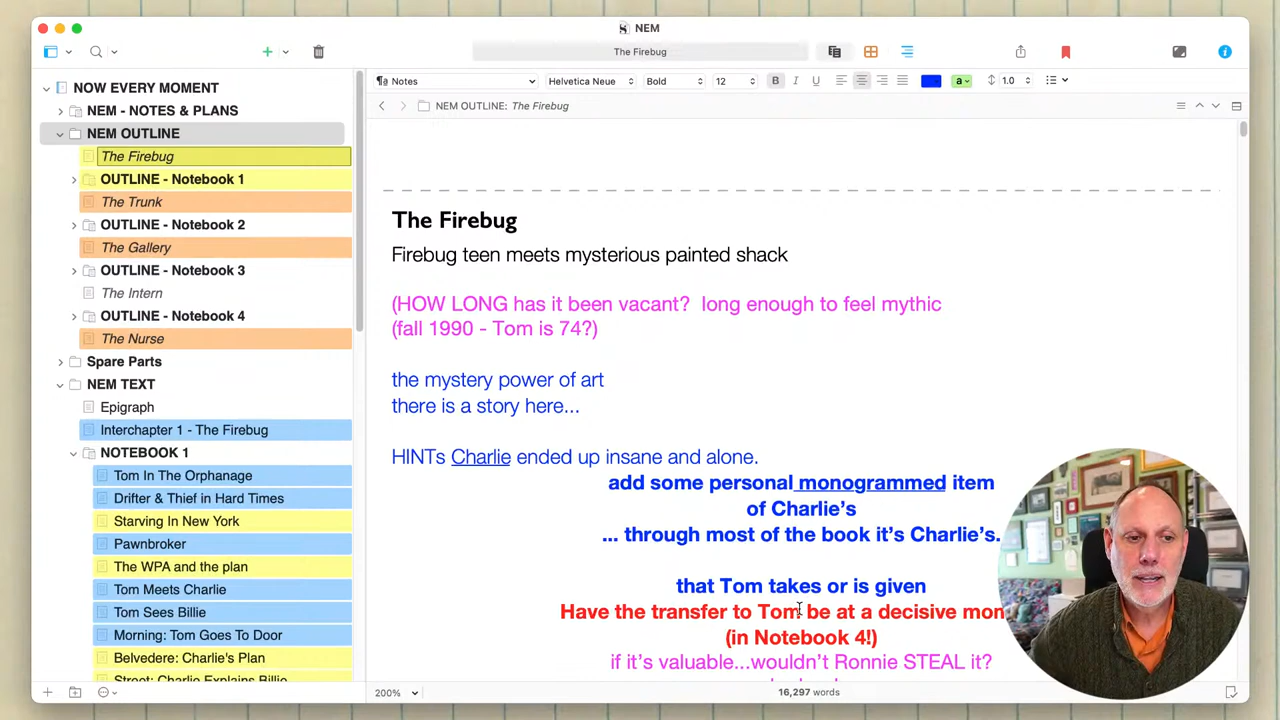 NEM
The Firebug
Notes
Helvetica Neue
Bold
12
B
I
U
a
1.0
NEM OUTLINE: The Firebug
NOW EVERY MOMENT
NEM - NOTES & PLANS
NEM OUTLINE
The Firebug
OUTLINE - Notebook 1
The Trunk
OUTLINE - Notebook 2
The Gallery
OUTLINE - Notebook 3
The Intern
OUTLINE - Notebook 4
The Nurse
Spare Parts
NEM TEXT
Epigraph
Interchapter 1 - The Firebug
NOTEBOOK 1
Tom In The Orphanage
Drifter & Thief in Hard Times
Starving In New York
Pawnbroker
The WPA and the plan
Tom Meets Charlie
Tom Sees Billie
Morning: Tom Goes To Door
Belvedere: Charlie's Plan
Street: Charlie Explains Billie
The Firebug
Firebug teen meets mysterious painted shack
(HOW LONG has it been vacant?  long enough to feel mythic
(fall 1990 - Tom is 74?)
the mystery power of art
there is a story here...
HINTs Charlie ended up insane and alone.
add some personal monogrammed item
of Charlie’s
... through most of the book it’s Charlie’s.
that Tom takes or is given
Have the transfer to Tom be at a decisive mom
(in Notebook 4!)
if it’s valuable...wouldn’t Ronnie STEAL it?
200%
16,297 words